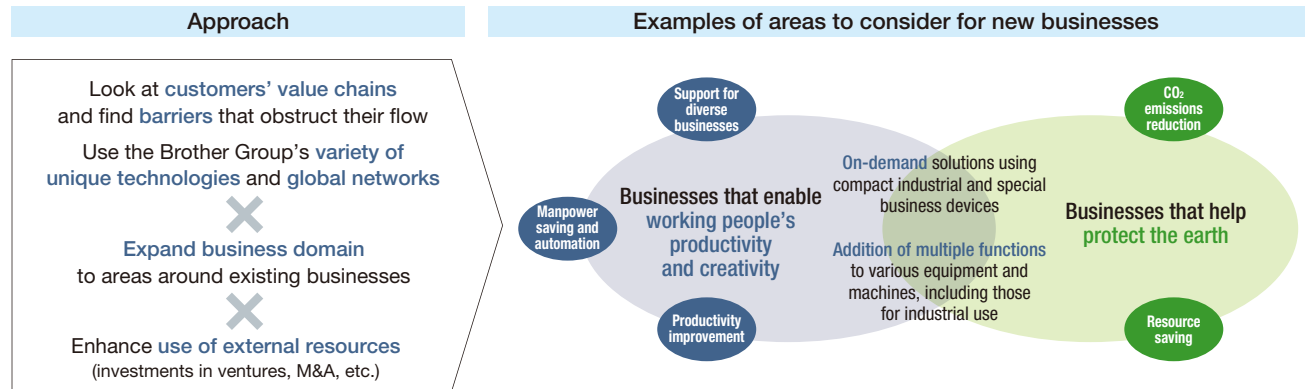 Approach
Look at customers' value chains
and find barriers that obstruct their flow
Use the Brother Group's variety of
unique technologies and global networks
Expand business domain
to areas around existing businesses
Enhance use of external resources
(investments in ventures, M&A, etc.)
Examples of areas to consider for new businesses
Support for
diverse
businesses
Manpower
saving and
automation
Productivity
improvement
Businesses that enable
working people's
productivity
and creativity
On-demand solutions using
compact industrial and special
business devices
Addition of multiple functions
to various equipment and
machines, including those
for industrial use
Businesses that help
protect the earth
CO₂
emissions
reduction
Resource
saving